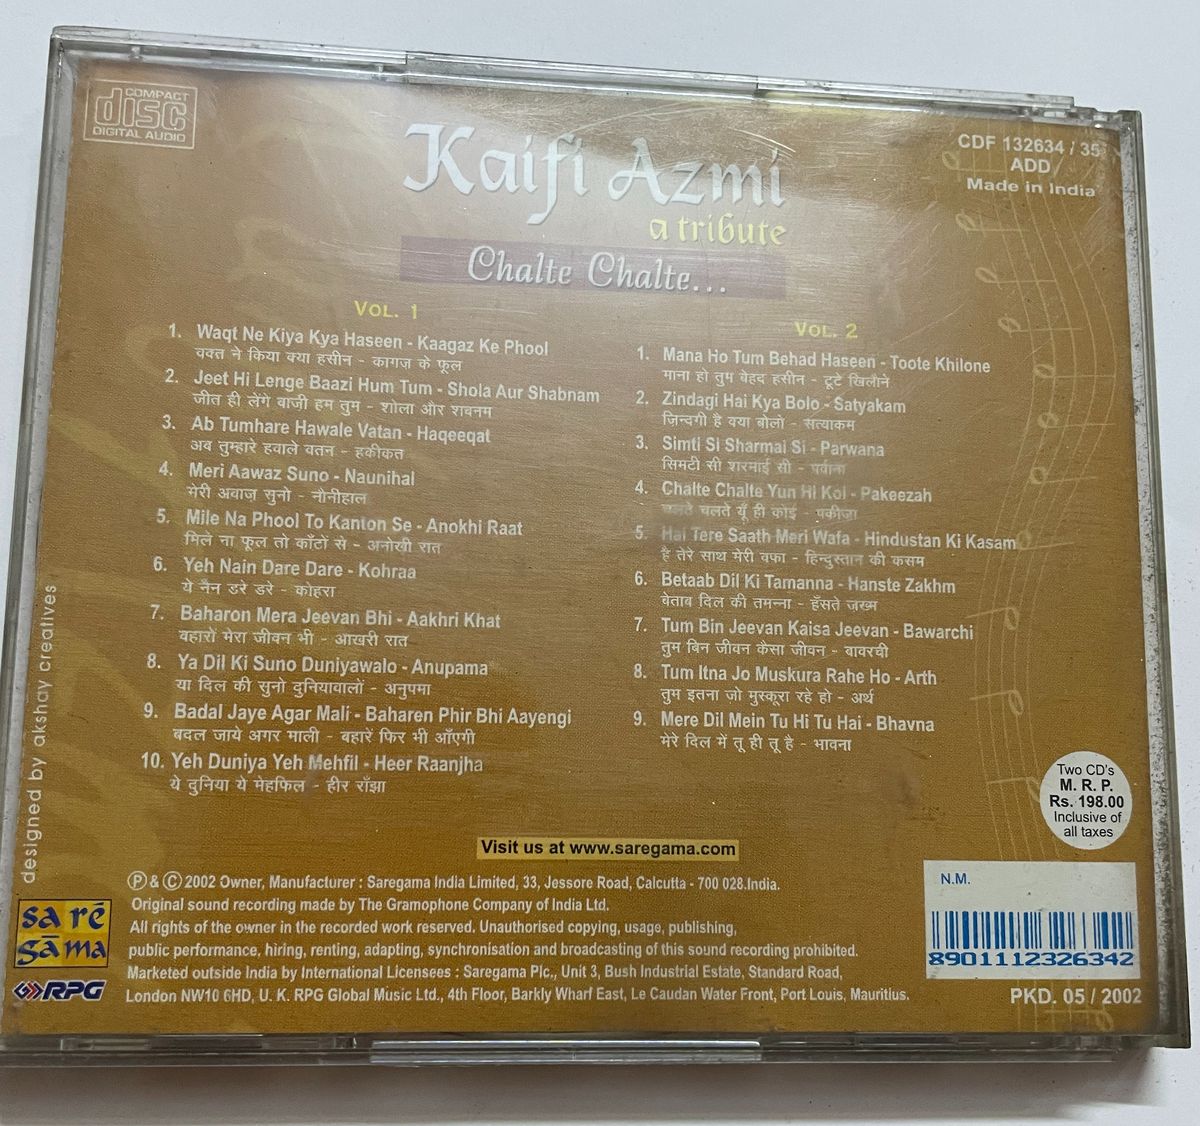 COMPACT
disc
DIGITAL AUDIO
Kaifi Azmi
a tribute
Chalte Chalte...
CDF 132634 / 35
ADD
Made in India
VOL. 1
1. Waqt Ne Kiya Kya Haseen - Kaagaz Ke Phool
वक्त ने किया क्या हसीन - कागज़ के फूल
2. Jeet Hi Lenge Baazi Hum Tum - Shola Aur Shabnam
जीत ही लेंगे बाजी हम तुम - शोला और शबनम
3. Ab Tumhare Hawale Vatan - Haqeeqat
अब तुम्हारे हवाले वतन - हकीकत
4. Meri Aawaz Suno - Naunihal
मेरी अवाज़ सुनो - नौनीहाल
5. Mile Na Phool To Kanton Se - Anokhi Raat
मिले ना फूल तो काँटों से - अनोखी रात
6. Yeh Nain Dare Dare - Kohraa
ये नैन डरे डरे - कोहरा
7. Baharon Mera Jeevan Bhi - Aakhri Khat
बहारों मेरा जीवन भी - आखरी रात
8. Ya Dil Ki Suno Duniyawalo - Anupama
या दिल की सुनो दुनियावालों - अनुपमा
9. Badal Jaye Agar Mali - Baharen Phir Bhi Aayengi
बदल जाये अगर माली - बहारें फिर भी आँएगी
10. Yeh Duniya Yeh Mehfil - Heer Raanjha
ये दुनिया ये मेहफिल - हीर राँझा
VOL. 2
1. Mana Ho Tum Behad Haseen - Toote Khilone
माना हो तुम बेहद हसीन - टूटे खिलौने
2. Zindagi Hai Kya Bolo - Satyakam
ज़िन्दगी है क्या बोलो - सत्याकम
3. Simti Si Sharmai Si - Parwana
सिमटी सी शरमाई सी - पर्वाना
4. Chalte Chalte Yun Hi Koi - Pakeezah
चलते चलते यूँ ही कोई - पकीज़ा
5. Hai Tere Saath Meri Wafa - Hindustan Ki Kasam
है तेरे साथ मेरी वफा - हिन्दुस्तान की कसम
6. Betaab Dil Ki Tamanna - Hanste Zakhm
बेताब दिल की तमन्ना - हँसते ज़ख्म
7. Tum Bin Jeevan Kaisa Jeevan - Bawarchi
तुम बिन जीवन कैसा जीवन - बावरची
8. Tum Itna Jo Muskura Rahe Ho - Arth
तुम इतना जो मुस्कूरा रहे हो - अर्थ
9. Mere Dil Mein Tu Hi Tu Hai - Bhavna
मेरे दिल में तू ही तू है - भावना
designed by akshay creatives
Two CD's
M. R. P.
Rs. 198.00
Inclusive of
all taxes
Visit us at www.saregama.com
Ⓟ & Ⓒ 2002 Owner, Manufacturer : Saregama India Limited, 33, Jessore Road, Calcutta - 700 028.India.
Original sound recording made by The Gramophone Company of India Ltd.
All rights of the owner in the recorded work reserved. Unauthorised copying, usage, publishing,
public performance, hiring, renting, adapting, synchronisation and broadcasting of this sound recording prohibited.
Marketed outside India by International Licensees : Saregama Plc., Unit 3, Bush Industrial Estate, Standard Road,
London NW10 6HD, U. K. RPG Global Music Ltd., 4th Floor, Barkly Wharf East, Le Caudan Water Front, Port Louis, Mauritius.
sa rē
gāma
RPG
N.M.
8901112326342
PKD. 05 / 2002